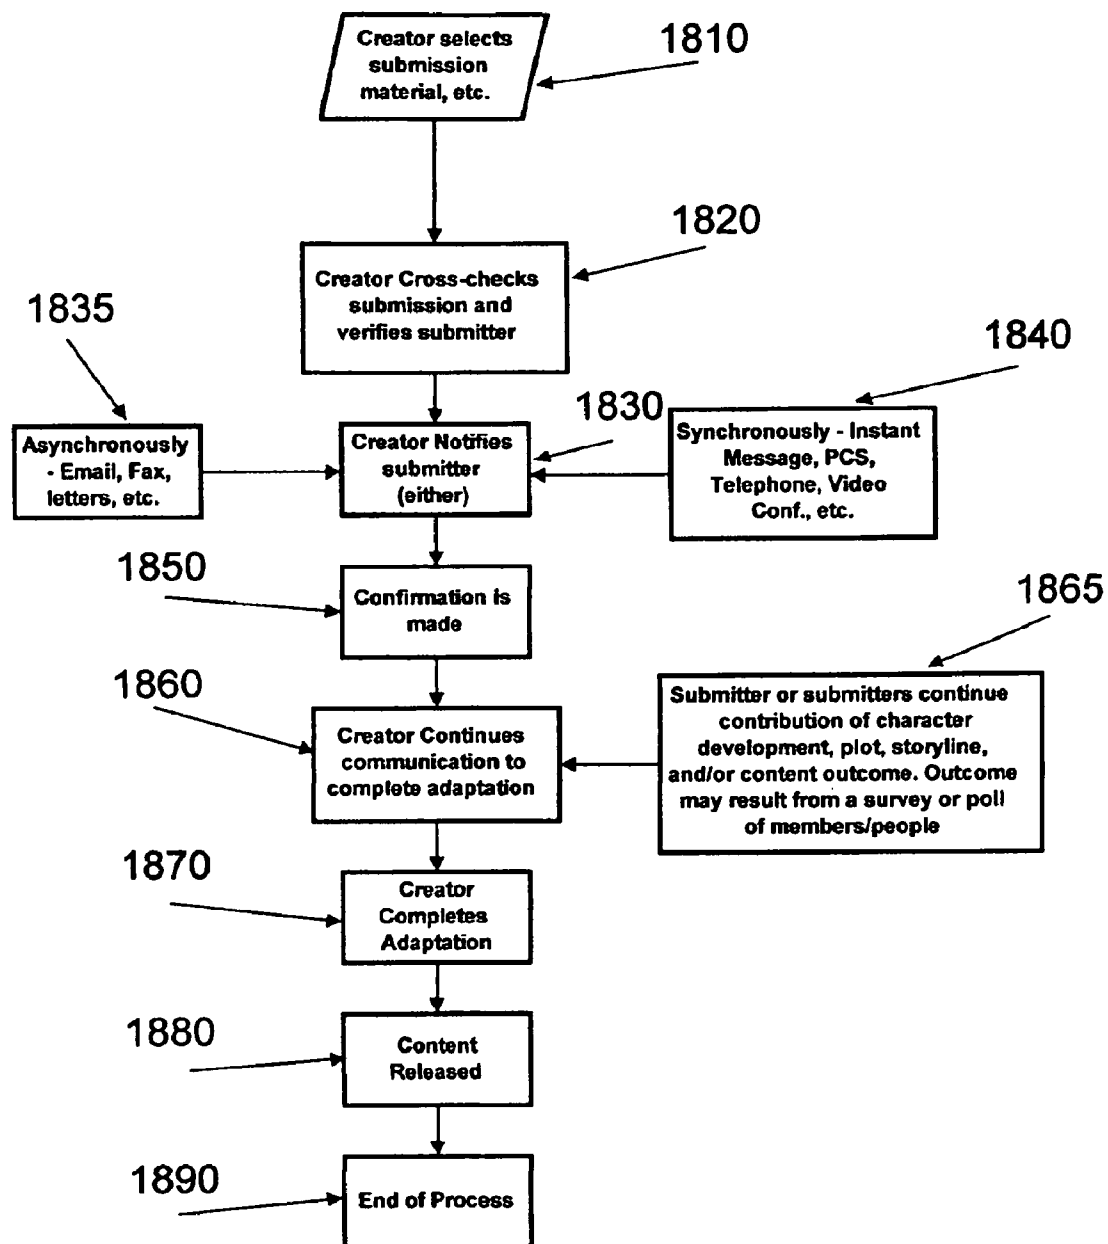 Creator selects
submission
material, etc.
1810
1820
Creator Cross-checks
submission and
verifies submitter
1835
1840
Asynchronously
- Email, Fax,
letters, etc.
Creator Notifies
submitter
(either)
1830
Synchronously - Instant
Message, PCS,
Telephone, Video
Conf., etc.
1850
Confirmation is
made
1865
1860
Creator Continues
communication to
complete adaptation
Submitter or submitters continue
contribution of character
development, plot, storyline,
and/or content outcome. Outcome
may result from a survey or poll
of members/people
1870
Creator
Completes
Adaptation
1880
Content
Released
1890
End of Process